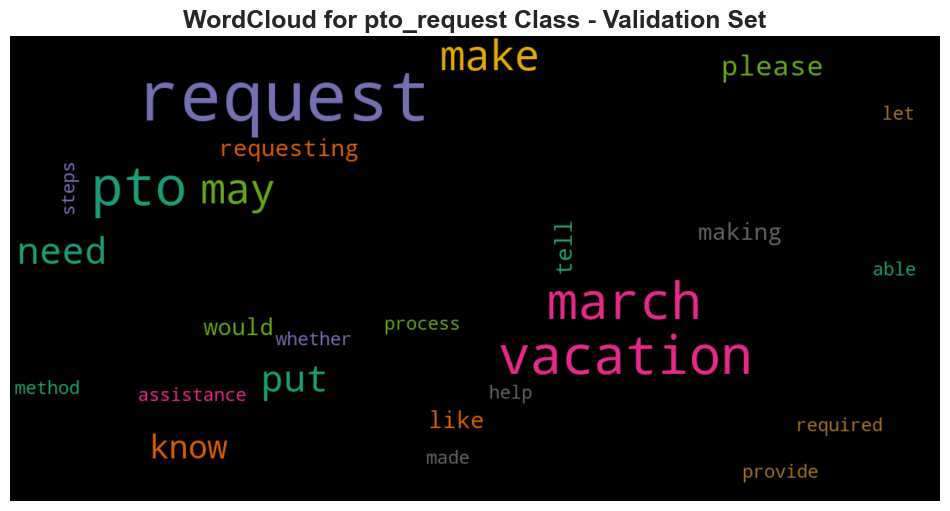 WordCloud for pto_request Class - Validation Set
make
please
request
let
requesting
steps
pto
may
need
tell
making
able
march
would
whether
process
vacation
method
assistance
put
help
like
required
know
made
provide